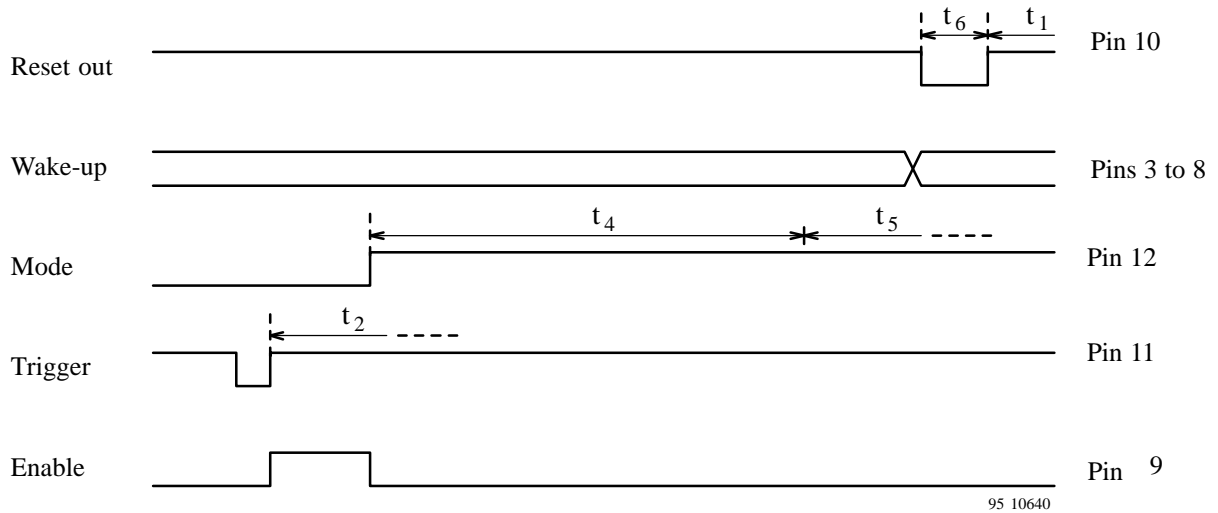 t6 t1
Reset out Pin 10
Wake-up Pins 3 to 8
t4 t5
Mode Pin 12
t2
Trigger Pin 11
Enable Pin 9
95 10640